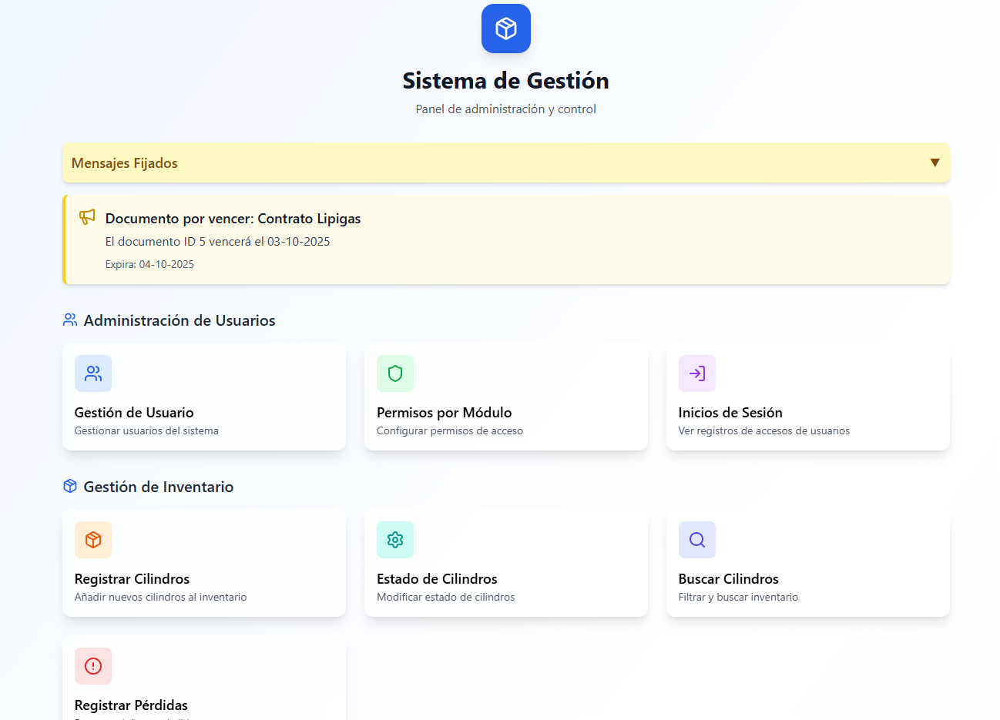 Sistema de Gestión
Panel de administración y control
Mensajes Fijados
Documento por vencer: Contrato Lipigas
El documento ID 5 vencerá el 03-10-2025
Expira: 04-10-2025
Administración de Usuarios
Gestión de Usuario
Gestionar usuarios del sistema
Permisos por Módulo
Configurar permisos de acceso
Inicios de Sesión
Ver registros de accesos de usuarios
Gestión de Inventario
Registrar Cilindros
Añadir nuevos cilindros al inventario
Estado de Cilindros
Modificar estado de cilindros
Buscar Cilindros
Filtrar y buscar inventario
Registrar Pérdidas